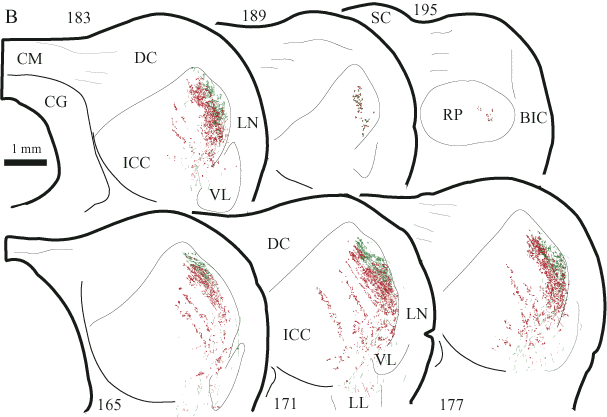 B 183 189 SC 195
CM DC
CG LN RP BIC
1 mm ICC
VL
DC
ICC LN
VL
165 171 LL 177